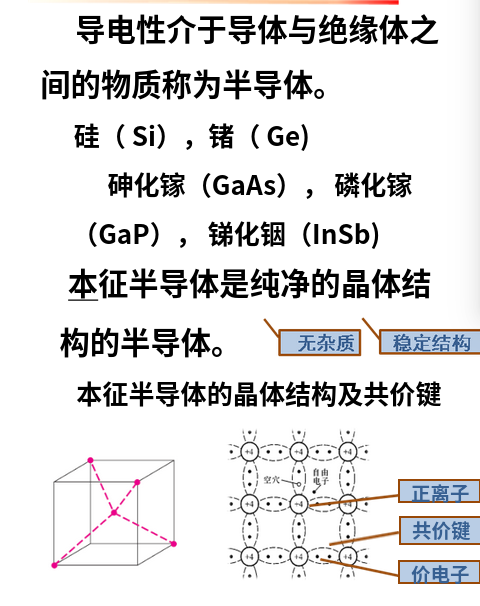 导电性介于导体与绝缘体之
间的物质称为半导体。
硅（ Si），锗（ Ge)
砷化镓（GaAs）， 磷化镓
（GaP）， 锑化铟（InSb)
本征半导体是纯净的晶体结
构的半导体。
无杂质
稳定结构
本征半导体的晶体结构及共价键
+4 +4 +4
空穴
自由
电子
+4 +4 +4
+4 +4 +4
正离子
共价键
价电子